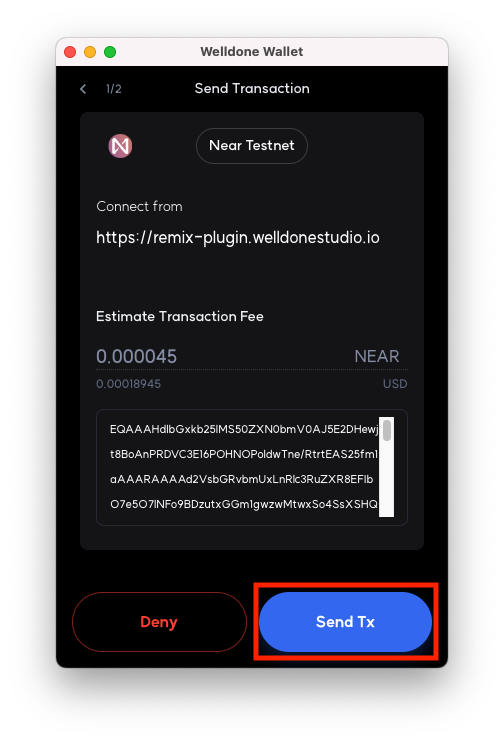 Welldone Wallet
1/2
Send Transaction
Near Testnet
Connect from
https://remix-plugin.welldonestudio.io
Estimate Transaction Fee
0.000045 NEAR
0.00018945 USD
EQAAAHdlbGxkb25lMS50ZXN0bmV0AJ5E2DHewj
t8BoAnPRDVC3E16POHNOPoldwTne/RtrtEAS25fm1
aAAARAAAAd2VsbGRvbmUxLnRlc3RuZXR8EFlb
O7e5O7lNFo9BDzutxGGm1gwzwMtwxSo4SsXSHQ
Deny
Send Tx